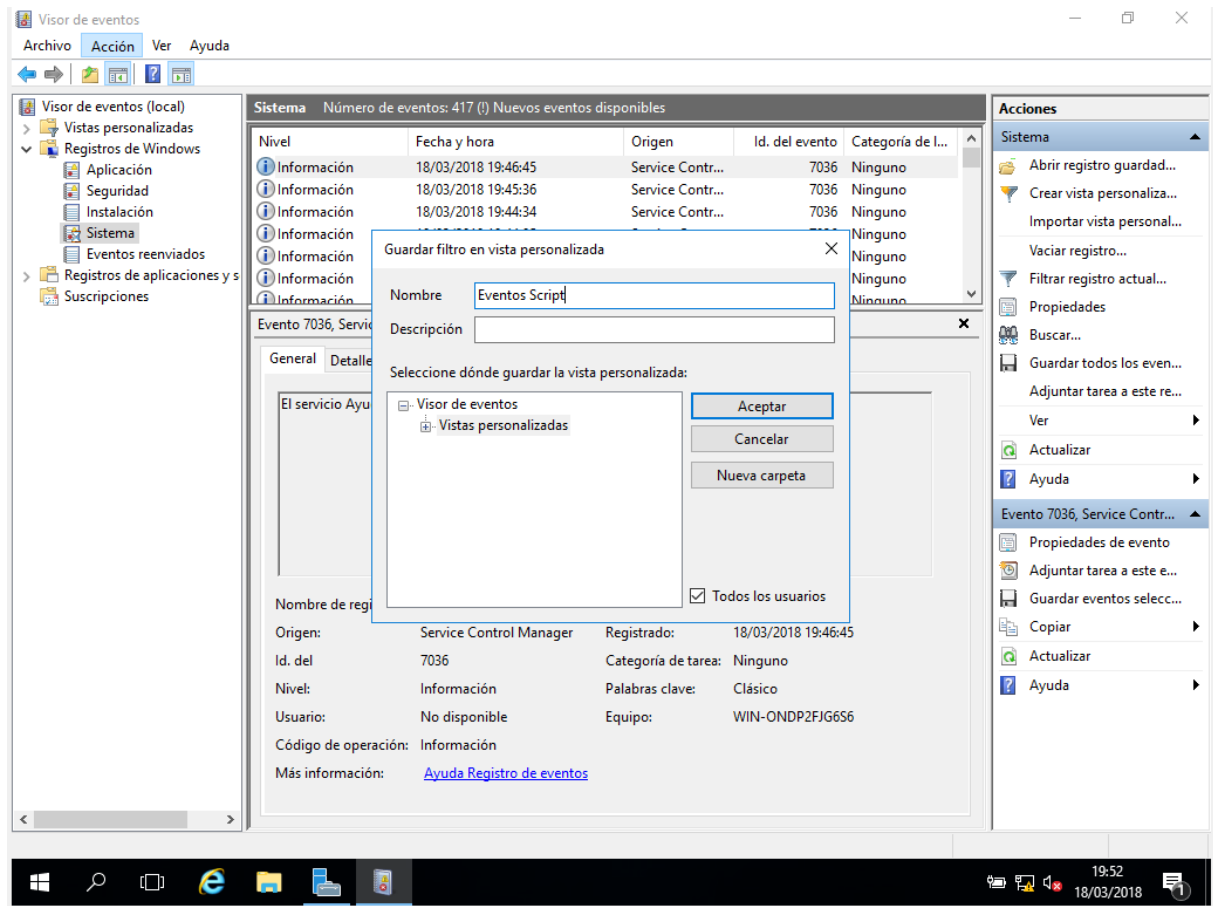 Visor de eventos
Archivo Acción Ver Ayuda
Visor de eventos (local)
Vistas personalizadas
Registros de Windows
Aplicación
Seguridad
Instalación
Sistema
Eventos reenviados
Registros de aplicaciones y s
Suscripciones
Sistema Número de eventos: 417 (!) Nuevos eventos disponibles
Nivel Fecha y hora Origen Id. del evento Categoría de l...
Información 18/03/2018 19:46:45 Service Contr... 7036 Ninguno
Información 18/03/2018 19:45:36 Service Contr... 7036 Ninguno
Información 18/03/2018 19:44:34 Service Contr... 7036 Ninguno
Información Ninguno
Información Ninguno
Información Ninguno
Información Ninguno
Evento 7036, Servic
General Detalle
El servicio Ayu
Nombre de regi
Origen: Service Control Manager Registrado: 18/03/2018 19:46:45
Id. del 7036 Categoría de tarea: Ninguno
Nivel: Información Palabras clave: Clásico
Usuario: No disponible Equipo: WIN-ONDP2FJG6S6
Código de operación: Información
Más información: Ayuda Registro de eventos
Guardar filtro en vista personalizada
Nombre Eventos Script
Descripción
Seleccione dónde guardar la vista personalizada:
Visor de eventos
Vistas personalizadas
Aceptar
Cancelar
Nueva carpeta
Todos los usuarios
Acciones
Sistema
Abrir registro guardad...
Crear vista personaliza...
Importar vista personal...
Vaciar registro...
Filtrar registro actual...
Propiedades
Buscar...
Guardar todos los even...
Adjuntar tarea a este re...
Ver
Actualizar
Ayuda
Evento 7036, Service Contr...
Propiedades de evento
Adjuntar tarea a este e...
Guardar eventos selecc...
Copiar
Actualizar
Ayuda
19:52
18/03/2018
1